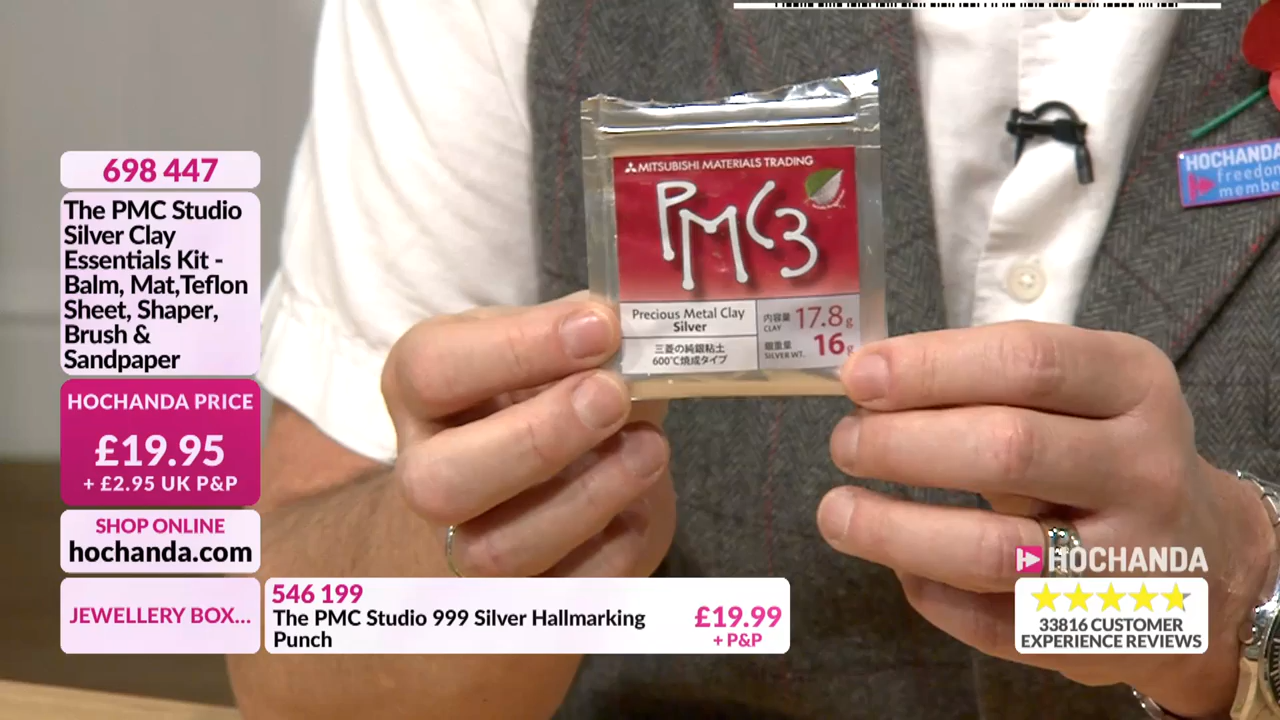 698 447
The PMC Studio
Silver Clay
Essentials Kit -
Balm, Mat,Teflon
Sheet, Shaper,
Brush &
Sandpaper
HOCHANDA PRICE
£19.95
+ £2.95 UK P&P
SHOP ONLINE
hochanda.com
JEWELLERY BOX...
546 199
The PMC Studio 999 Silver Hallmarking
Punch
£19.99
+ P&P
MITSUBISHI MATERIALS TRADING
PMC3
Precious Metal Clay
Silver
三菱の純銀粘土
600℃焼成タイプ
内容量
CLAY
17.8g
銀重量
SILVER WT.
16g
HOCHANDA
freedom
membe
HOCHANDA
33816 CUSTOMER
EXPERIENCE REVIEWS